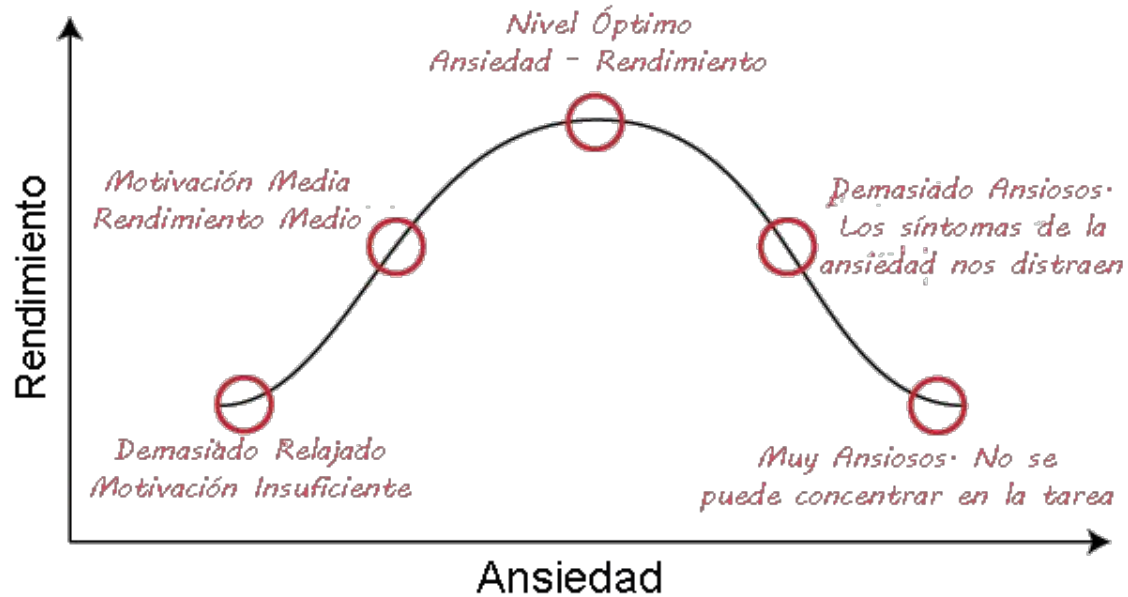 Nivel Óptimo
Ansiedad - Rendimiento
Motivación Media
Rendimiento Medio
Demasiado Ansiosos.
Los síntomas de la
ansiedad nos distraen
Rendimiento
Demasiado Relajado
Motivación Insuficiente
Muy Ansiosos. No se
puede concentrar en la tarea
Ansiedad